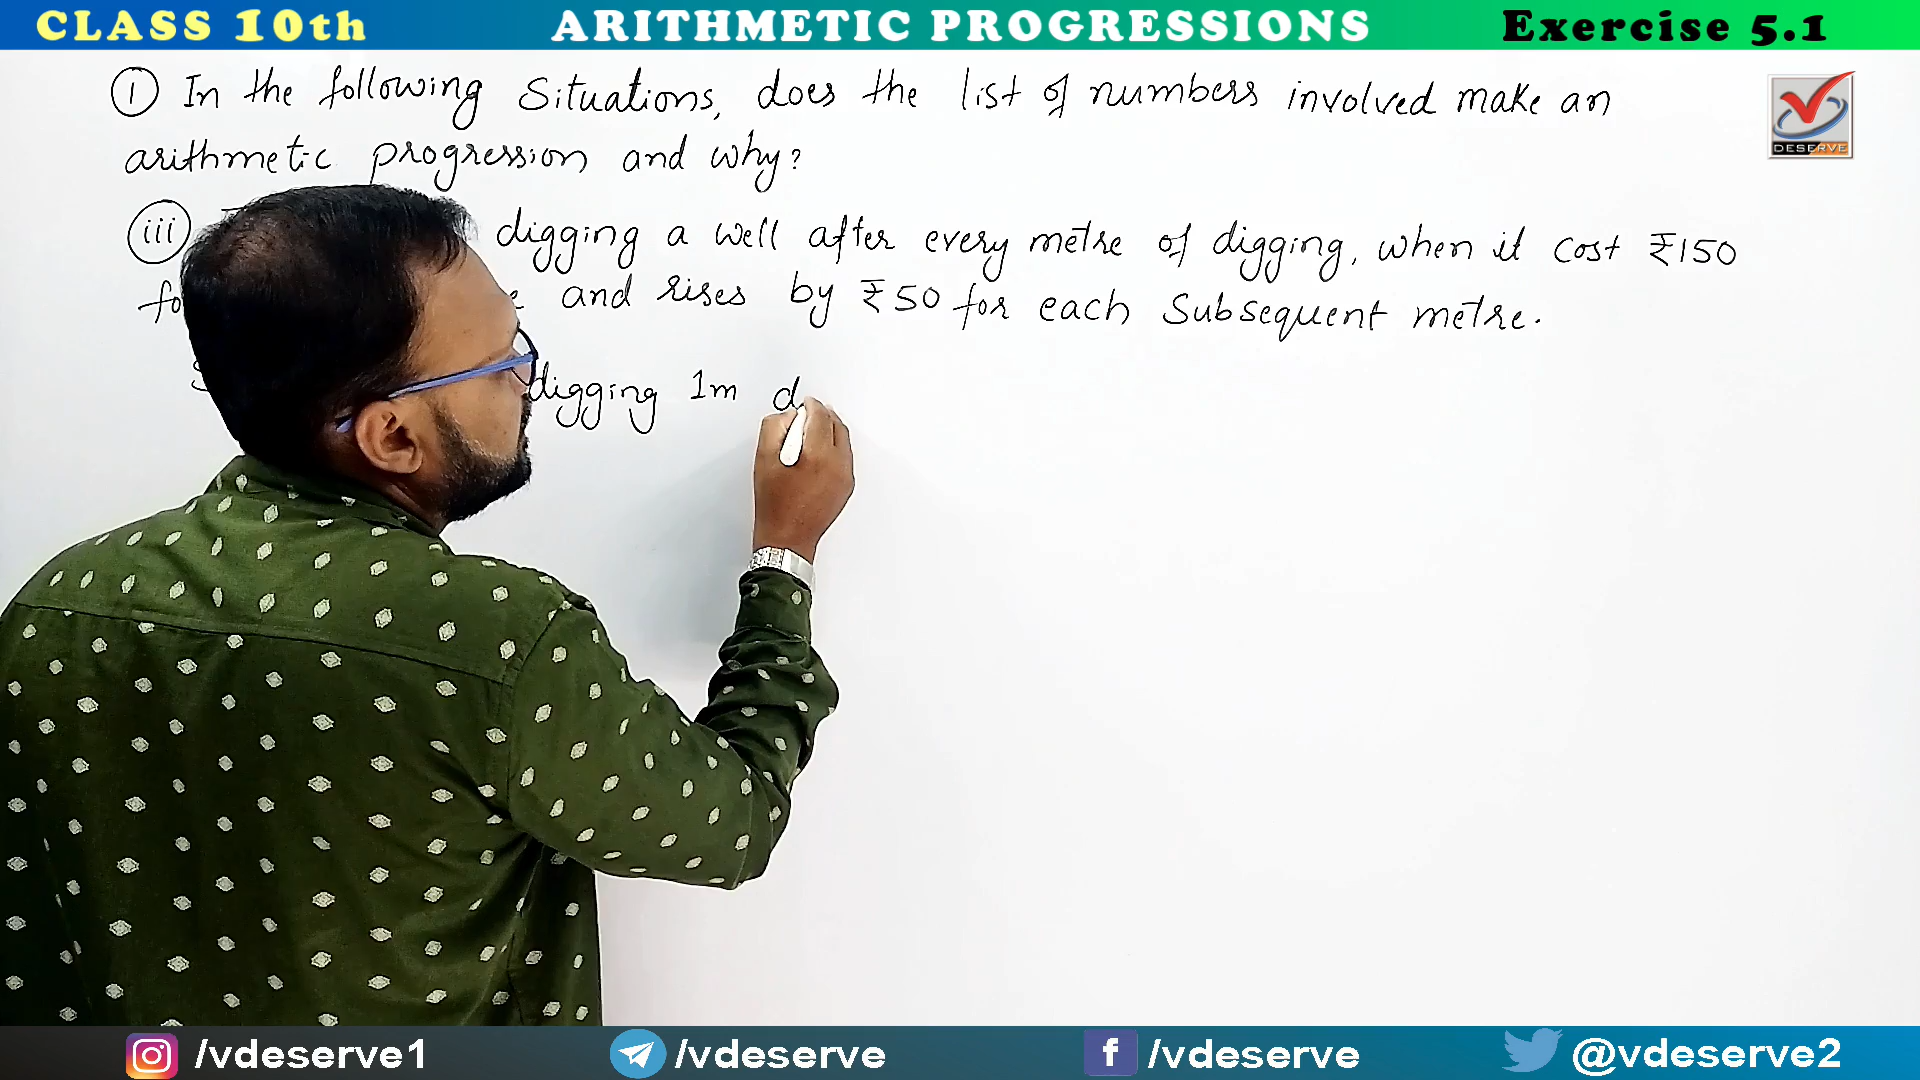 CLASS 10th ARITHMETIC PROGRESSIONS Exercise 5.1
① In the following Situations, does the list of numbers involved make an
arithmetic progression and why?
DESERVE
(iii) digging a well after every metre of digging, when it cost ₹150
and rises by ₹50 for each Subsequent metre.
digging 1m d
/vdeserve1 /vdeserve /vdeserve @vdeserve2